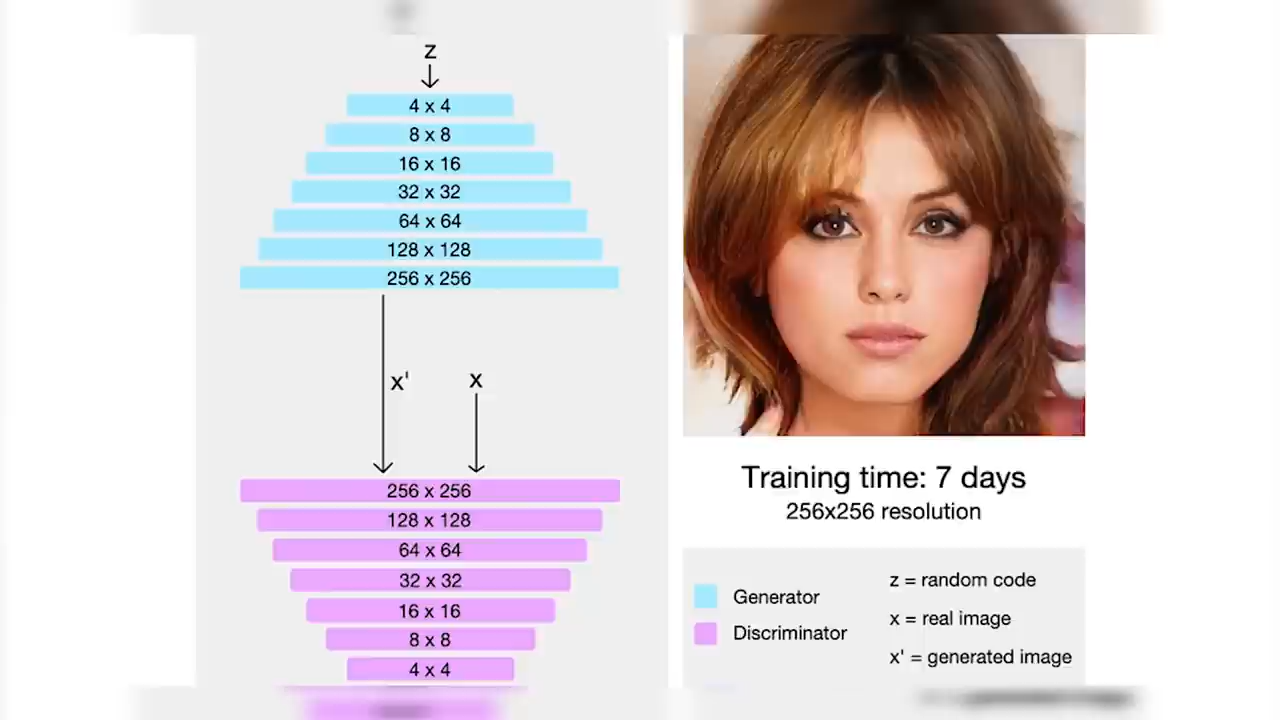 z
4 x 4
8 x 8
16 x 16
32 x 32
64 x 64
128 x 128
256 x 256
x'
x
256 x 256
128 x 128
64 x 64
32 x 32
16 x 16
8 x 8
4 x 4
Training time: 7 days
256x256 resolution
Generator
Discriminator
z = random code
x = real image
x' = generated image